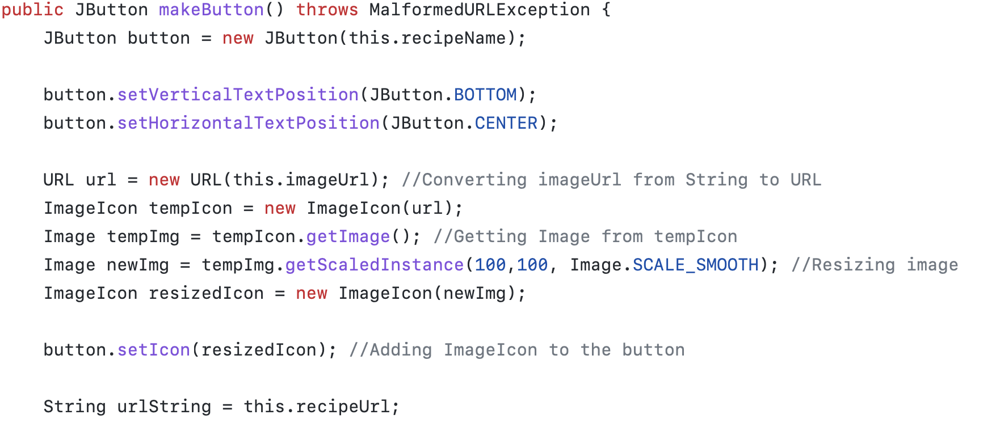 public JButton makeButton() throws MalformedURLException {
    JButton button = new JButton(this.recipeName);

    button.setVerticalTextPosition(JButton.BOTTOM);
    button.setHorizontalTextPosition(JButton.CENTER);

    URL url = new URL(this.imageUrl); //Converting imageUrl from String to URL
    ImageIcon tempIcon = new ImageIcon(url);
    Image tempImg = tempIcon.getImage(); //Getting Image from tempIcon
    Image newImg = tempImg.getScaledInstance(100,100, Image.SCALE_SMOOTH); //Resizing image
    ImageIcon resizedIcon = new ImageIcon(newImg);

    button.setIcon(resizedIcon); //Adding ImageIcon to the button

    String urlString = this.recipeUrl;